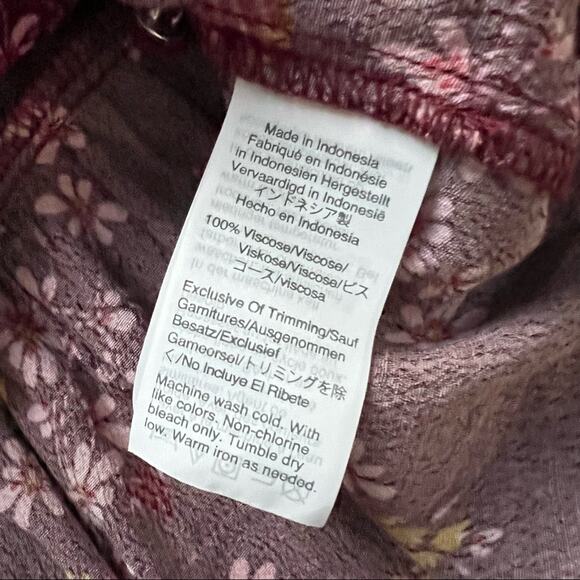 Made in Indonesia
Fabriqué en Indonésie
in Indonesien Hergestellt
Vervaardigd in Indonesië
インドネシア製
Hecho en Indonesia
100% Viscose/Viscose/
Viskose/Viscose/ビス
コース/viscosa
Exclusive Of Trimming/Sauf
Garnitures/Ausgenommen
Besatz/Exclusief
Gameorsel/トリミングを除
く/No Incluye El Ribete
Machine wash cold. With
like colors. Non-chlorine
bleach only. Tumble dry
low. Warm iron as needed.